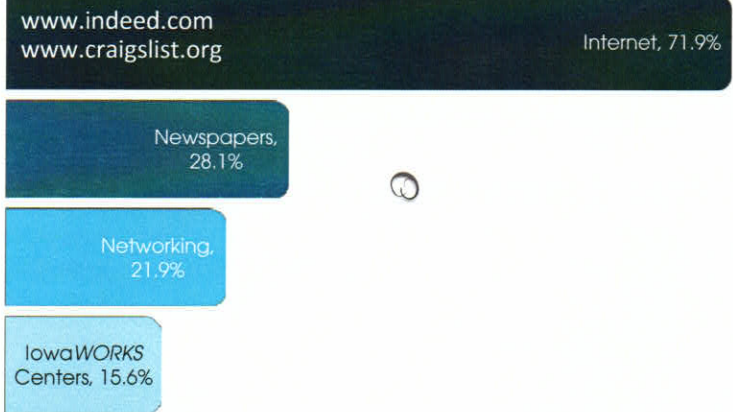 www.indeed.com
www.craigslist.org
Internet, 71.9%
Newspapers,
28.1%
Networking,
21.9%
IowaWORKS
Centers, 15.6%